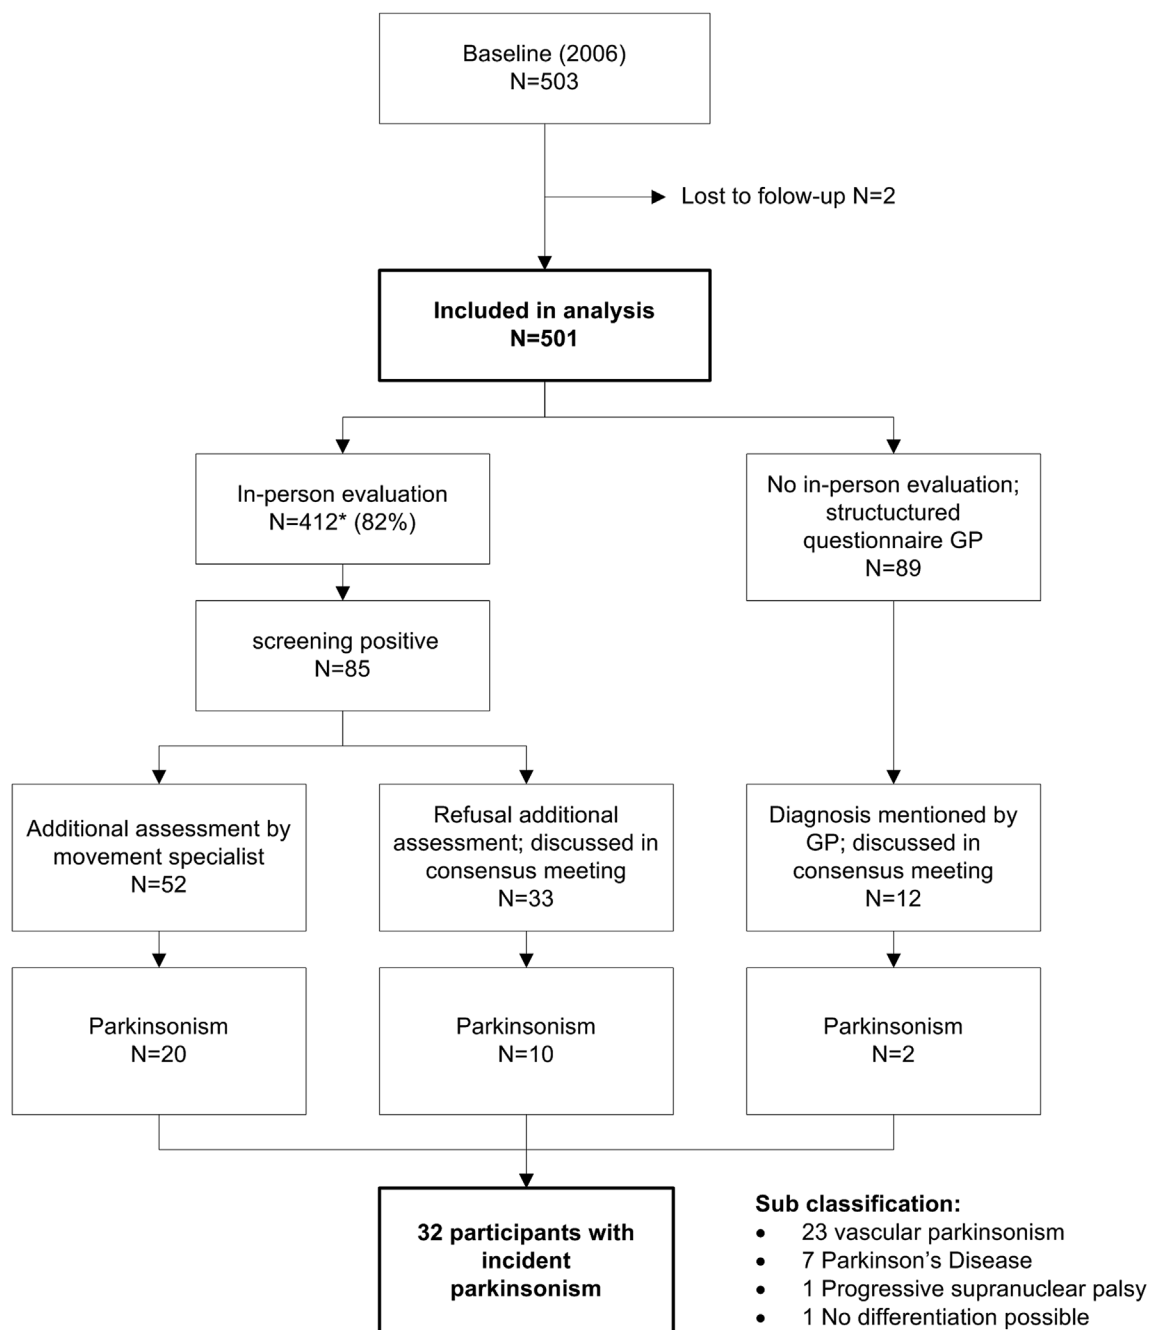 Baseline (2006)
N=503
Lost to folow-up N=2
Included in analysis
N=501
In-person evaluation
N=412* (82%)
No in-person evaluation;
structuctured
questionnaire GP
N=89
screening positive
N=85
Additional assessment by
movement specialist
N=52
Refusal additional
assessment; discussed in
consensus meeting
N=33
Diagnosis mentioned by
GP; discussed in
consensus meeting
N=12
Parkinsonism
N=20
Parkinsonism
N=10
Parkinsonism
N=2
32 participants with
incident
parkinsonism
Sub classification:
• 23 vascular parkinsonism
• 7 Parkinson’s Disease
• 1 Progressive supranuclear palsy
• 1 No differentiation possible